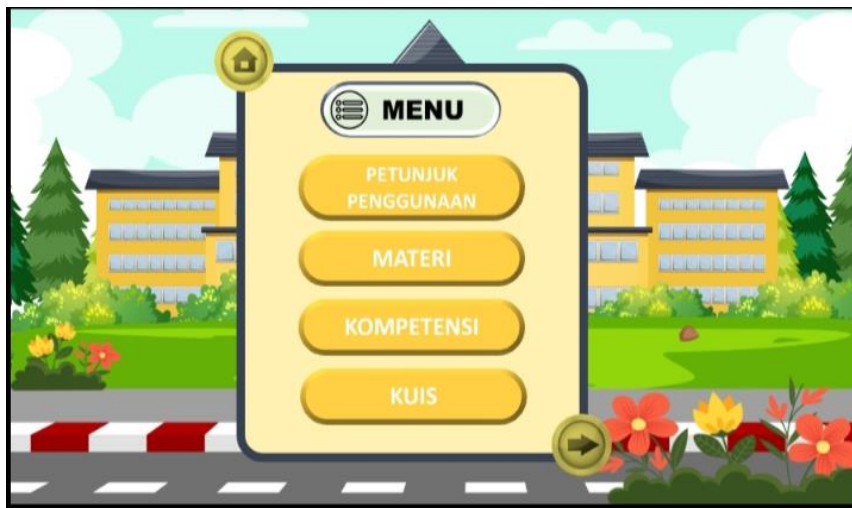 MENU
PETUNJUK
PENGGUNAAN
MATERI
KOMPETENSI
KUIS